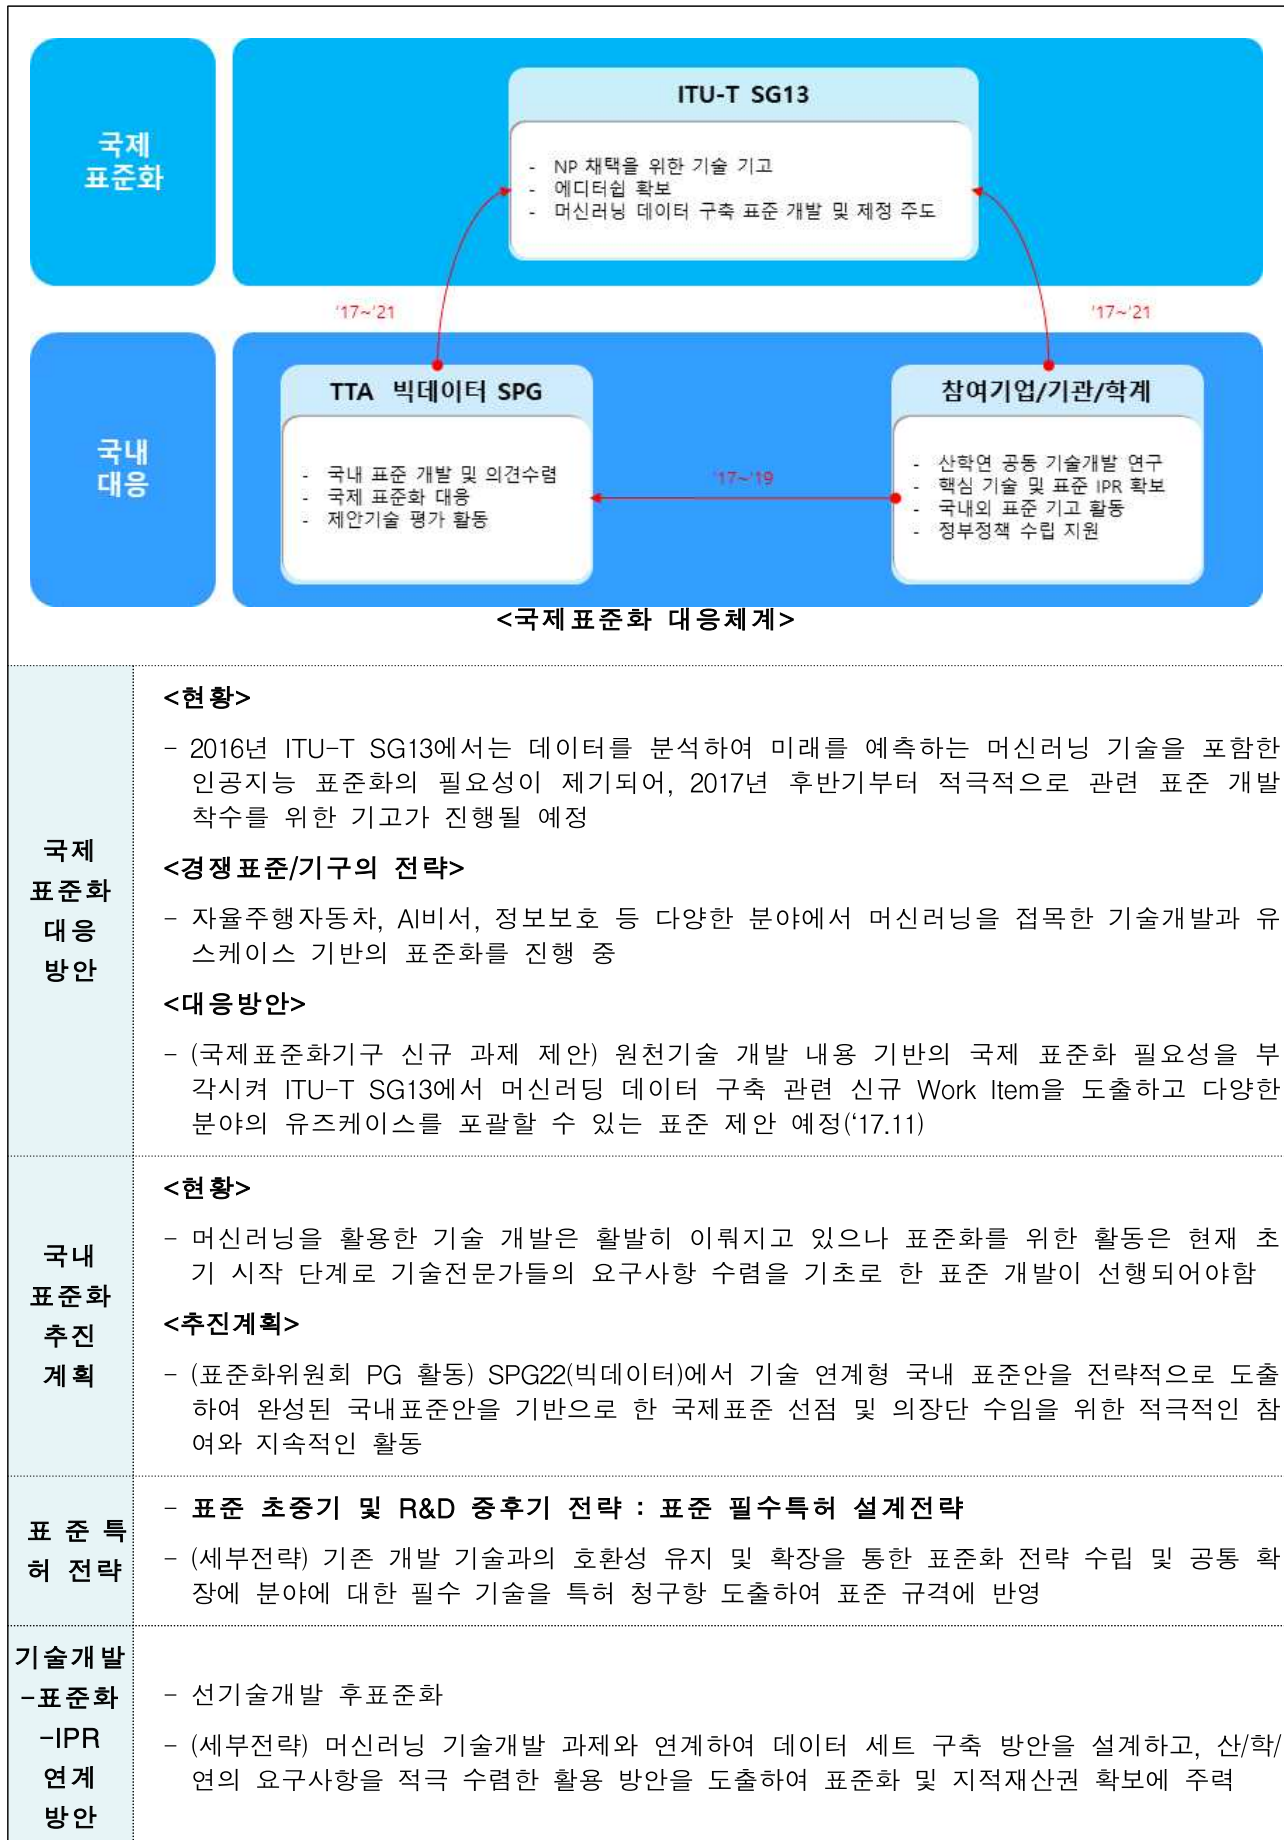 국제
표준화
ITU-T SG13
- NP 채택을 위한 기술 기고
- 에디터쉽 확보
- 머신러닝 데이터 구축 표준 개발 및 제정 주도
'17~'21
'17~'21
국내
대응
TTA 빅데이터 SPG
- 국내 표준 개발 및 의견수렴
- 국제 표준화 대응
- 제안기술 평가 활동
'17~'19
참여기업/기관/학계
- 산학연 공동 기술개발 연구
- 핵심 기술 및 표준 IPR 확보
- 국내외 표준 기고 활동
- 정부정책 수립 지원
<국제표준화 대응체계>
국제
표준화
대응
방안
<현황>
- 2016년 ITU-T SG13에서는 데이터를 분석하여 미래를 예측하는 머신러닝 기술을 포함한
인공지능 표준화의 필요성이 제기되어, 2017년 후반기부터 적극적으로 관련 표준 개발
착수를 위한 기고가 진행될 예정
<경쟁표준/기구의 전략>
- 자율주행자동차, AI비서, 정보보호 등 다양한 분야에서 머신러닝을 접목한 기술개발과 유
스케이스 기반의 표준화를 진행 중
<대응방안>
- (국제표준화기구 신규 과제 제안) 원천기술 개발 내용 기반의 국제 표준화 필요성을 부
각시켜 ITU-T SG13에서 머신러딩 데이터 구축 관련 신규 Work Item을 도출하고 다양한
분야의 유즈케이스를 포괄할 수 있는 표준 제안 예정('17.11)
국내
표준화
추진
계획
<현황>
- 머신러닝을 활용한 기술 개발은 활발히 이뤄지고 있으나 표준화를 위한 활동은 현재 초
기 시작 단계로 기술전문가들의 요구사항 수렴을 기초로 한 표준 개발이 선행되어야함
<추진계획>
- (표준화위원회 PG 활동) SPG22(빅데이터)에서 기술 연계형 국내 표준안을 전략적으로 도출
하여 완성된 국내표준안을 기반으로 한 국제표준 선점 및 의장단 수임을 위한 적극적인 참
여와 지속적인 활동
표 준 특
허 전략
- 표준 초중기 및 R&D 중후기 전략 : 표준 필수특허 설계전략
- (세부전략) 기존 개발 기술과의 호환성 유지 및 확장을 통한 표준화 전략 수립 및 공통 확
장에 분야에 대한 필수 기술을 특허 청구항 도출하여 표준 규격에 반영
기술개발
-표준화
-IPR
연계
방안
- 선기술개발 후표준화
- (세부전략) 머신러닝 기술개발 과제와 연계하여 데이터 세트 구축 방안을 설계하고, 산/학/
연의 요구사항을 적극 수렴한 활용 방안을 도출하여 표준화 및 지적재산권 확보에 주력